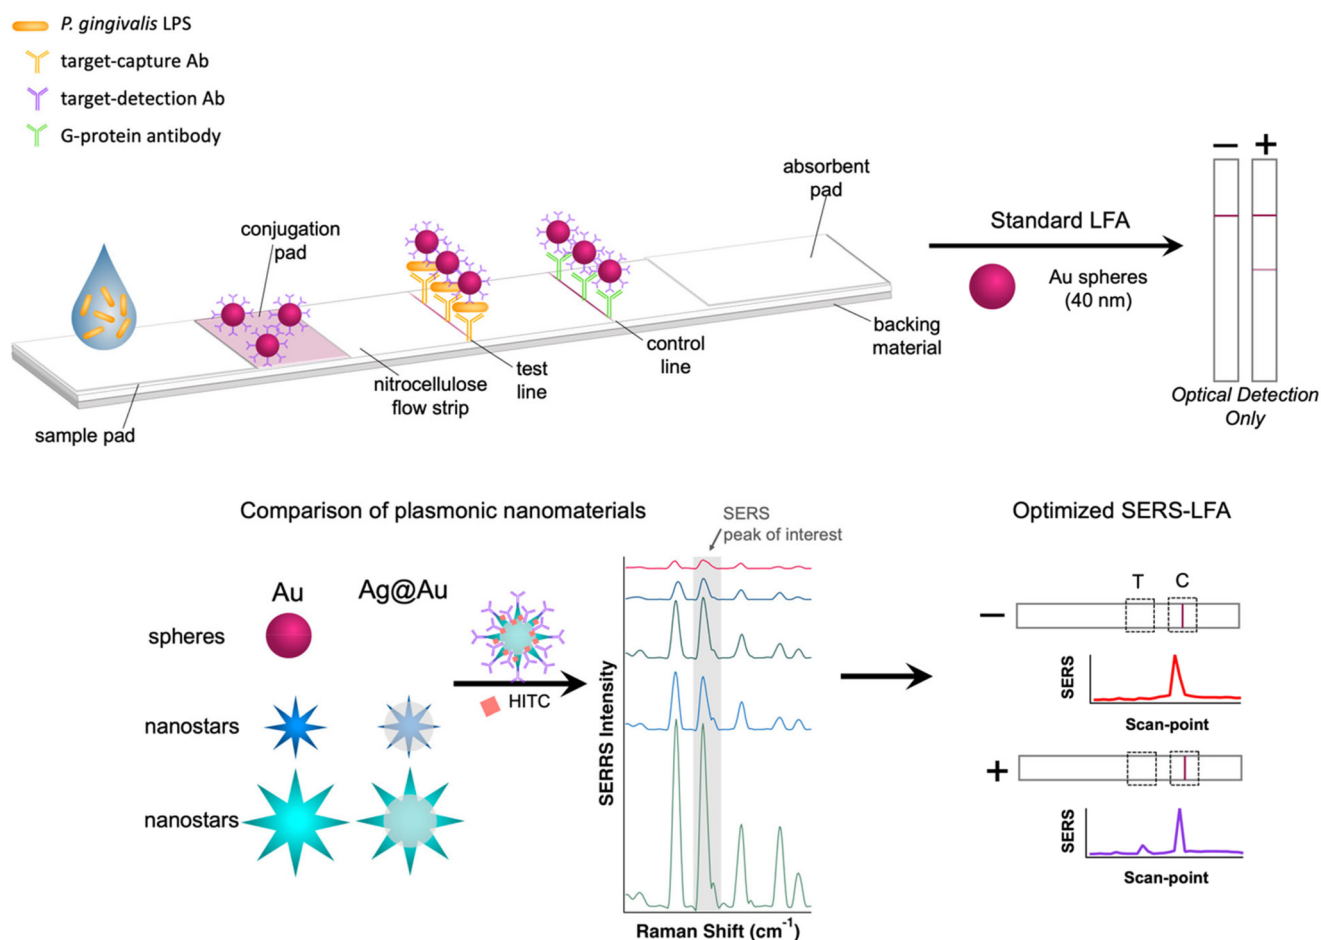 P. gingivalis LPS
target-capture Ab
target-detection Ab
G-protein antibody
conjugation
pad
absorbent
pad
sample pad
nitrocellulose
flow strip
test
line
control
line
backing
material
Standard LFA
Au spheres
(40 nm)
− +
Optical Detection
Only
Comparison of plasmonic nanomaterials
Au Ag@Au
spheres
nanostars
nanostars
HITC
SERS
peak of interest
SERRS Intensity
Raman Shift (cm-1)
Optimized SERS-LFA
T C
−
SERS
Scan-point
+
SERS
Scan-point